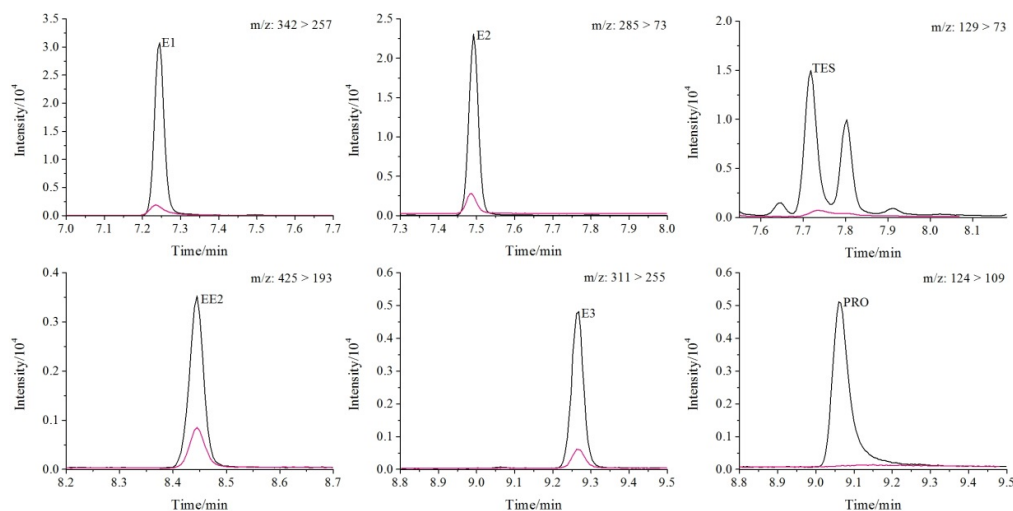 m/z: 342 > 257
E1
3.5
3.0
2.5
2.0
1.5
1.0
0.5
0.0
Intensity/10⁴
7.0 7.1 7.2 7.3 7.4 7.5 7.6 7.7
Time/min
m/z: 285 > 73
E2
2.5
2.0
1.5
1.0
0.5
0.0
Intensity/10⁴
7.3 7.4 7.5 7.6 7.7 7.8 7.9 8.0
Time/min
m/z: 129 > 73
TES
2.0
1.5
1.0
0.5
0.0
Intensity/10⁴
7.6 7.7 7.8 7.9 8.0 8.1
Time/min
m/z: 425 > 193
EE2
0.4
0.3
0.2
0.1
0.0
Intensity/10⁴
8.2 8.3 8.4 8.5 8.6 8.7
Time/min
m/z: 311 > 255
E3
0.6
0.5
0.4
0.3
0.2
0.1
0.0
Intensity/10⁴
8.8 8.9 9.0 9.1 9.2 9.3 9.4 9.5
Time/min
m/z: 124 > 109
PRO
0.6
0.5
0.4
0.3
0.2
0.1
0.0
Intensity/10⁴
8.8 8.9 9.0 9.1 9.2 9.3 9.4 9.5
Time/min